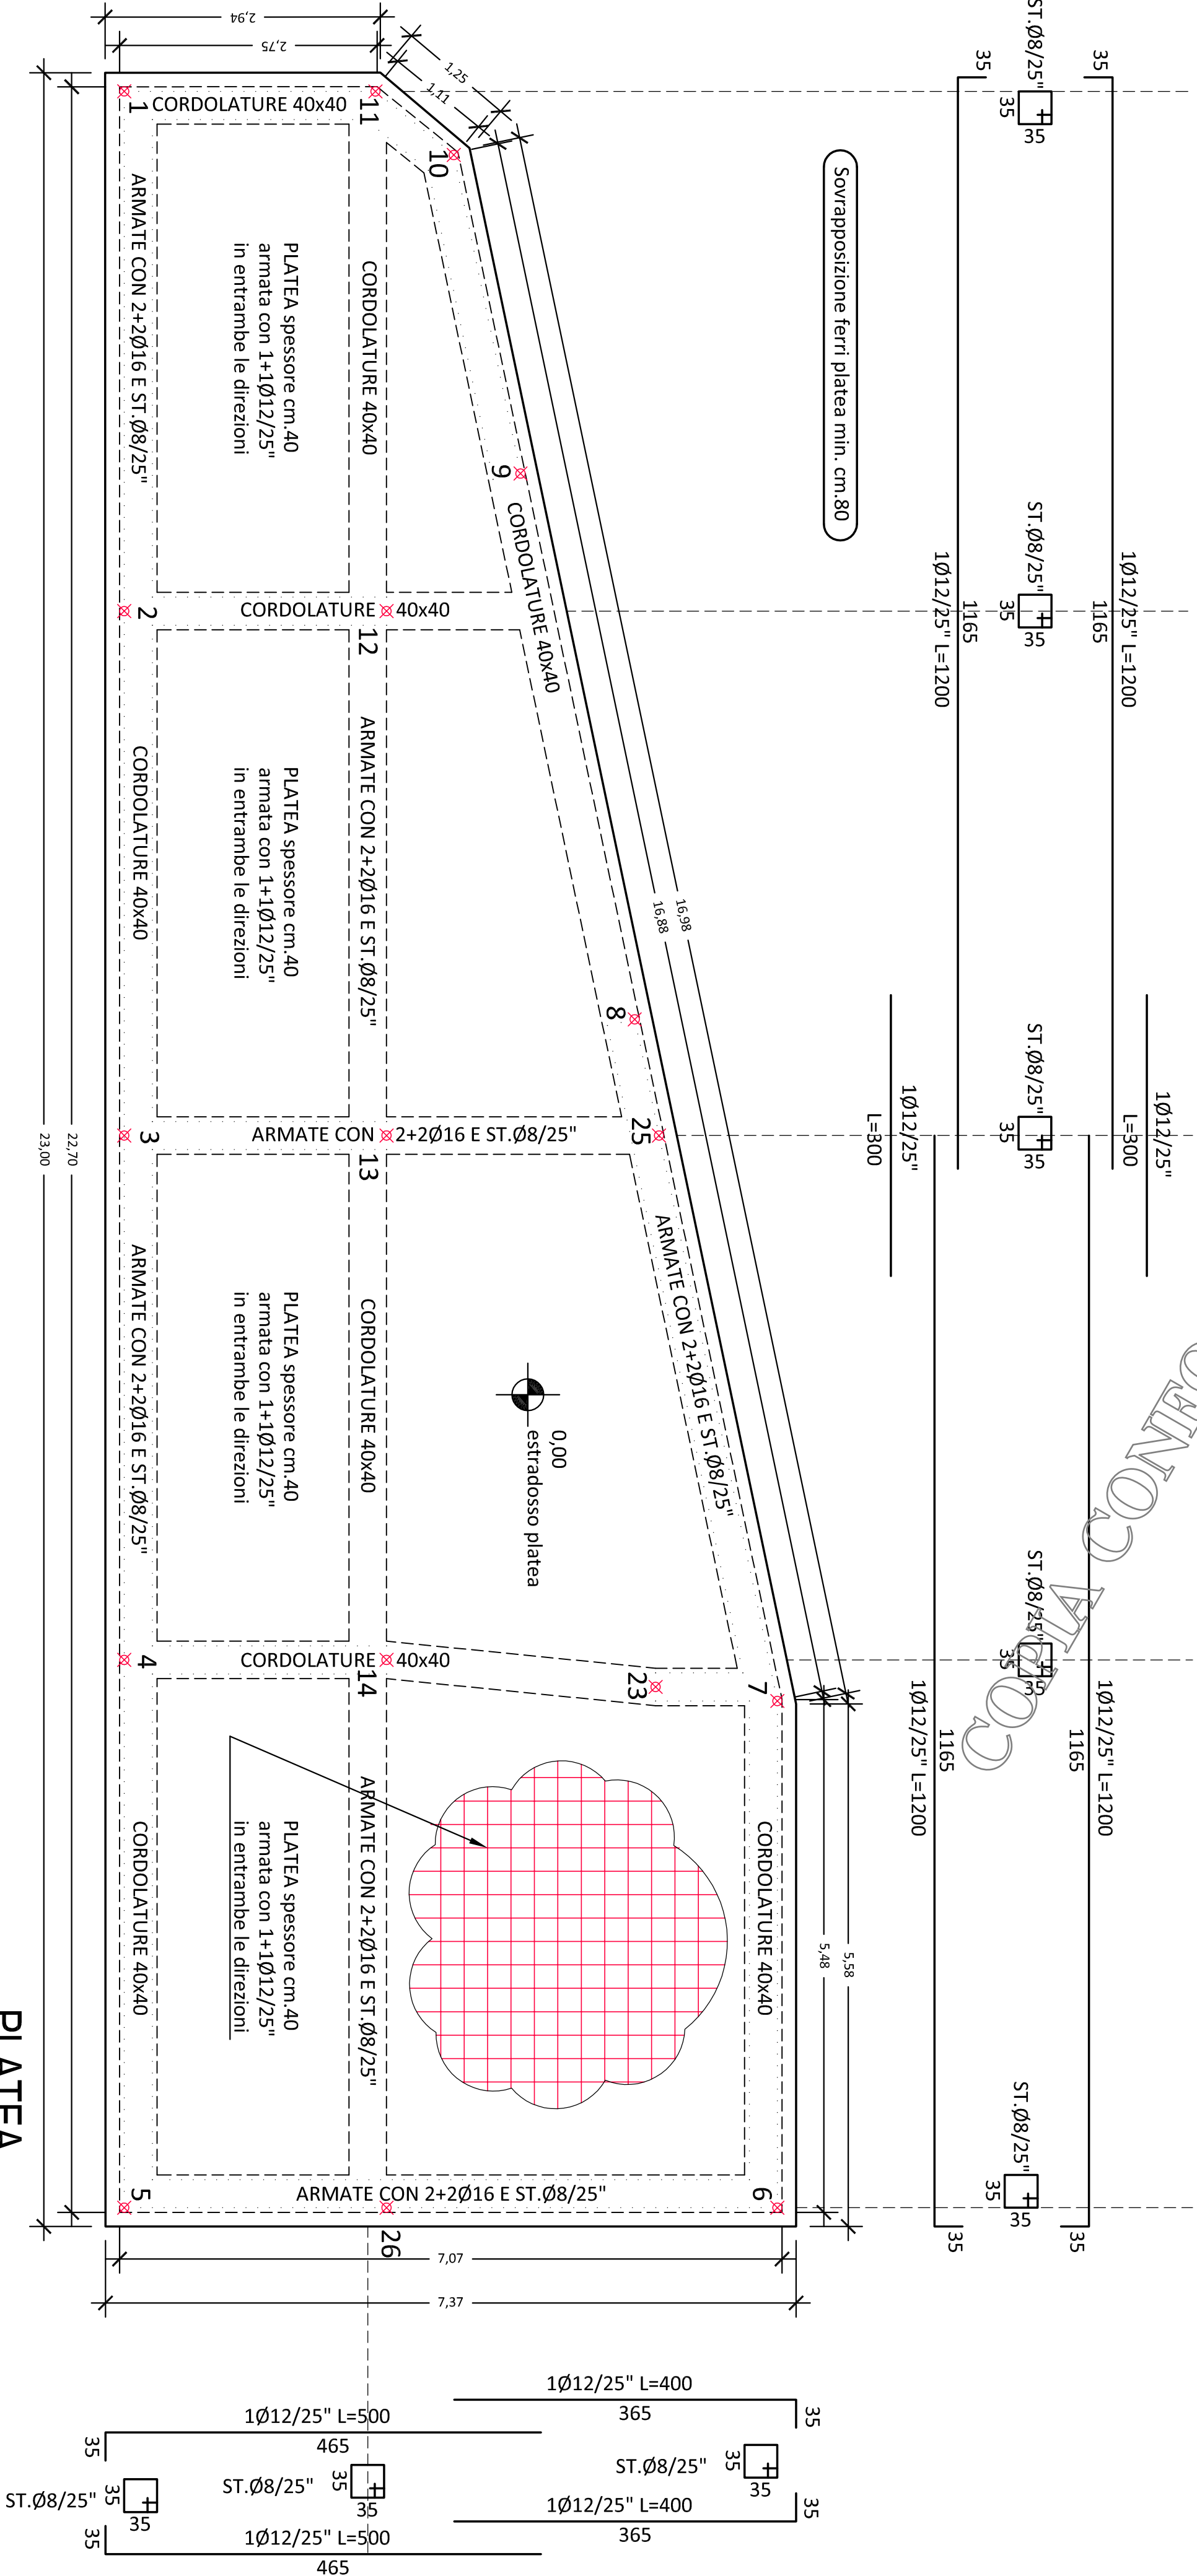 ST.Ø8/25"
35
35
35
35
2,94
2,75
1,25
1,11
1
CORDOLATURE 40x40
11
10
ARMATE CON 2+2Ø16 E ST.Ø8/25"
PLATEA spessore cm.40
armata con 1+1Ø12/25"
in entrambe le direzioni
CORDOLATURE 40x40
9
CORDOLATURE 40x40
Sovrapposizione ferri platea min. cm.80
ST.Ø8/25"
35
35
1Ø12/25" L=1200
1165
1Ø12/25" L=1200
1165
2
CORDOLATURE 40x40
12
CORDOLATURE 40x40
PLATEA spessore cm.40
armata con 1+1Ø12/25"
in entrambe le direzioni
ARMATE CON 2+2Ø16 E ST.Ø8/25"
16,98
16,88
8
25
ST.Ø8/25"
35
35
1Ø12/25"
L=300
1Ø12/25"
L=300
3
ARMATE CON 2+2Ø16 E ST.Ø8/25"
13
23,00
22,70
ARMATE CON 2+2Ø16 E ST.Ø8/25"
PLATEA spessore cm.40
armata con 1+1Ø12/25"
in entrambe le direzioni
CORDOLATURE 40x40
0,00
estradosso platea
ARMATE CON 2+2Ø16 E ST.Ø8/25"
COPIA
ST.Ø8/25"
35
35
1Ø12/25" L=1200
1165
1Ø12/25" L=1200
1165
4
CORDOLATURE 40x40
14
23
7
CORDOLATURE 40x40
PLATEA spessore cm.40
armata con 1+1Ø12/25"
in entrambe le direzioni
ARMATE CON 2+2Ø16 E ST.Ø8/25"
CORDOLATURE 40x40
5,48
5,58
ST.Ø8/25"
35
35
35
35
5
ARMATE CON 2+2Ø16 E ST.Ø8/25"
26
6
PLATEA
7,07
7,37
1Ø12/25" L=400
365
35
1Ø12/25" L=500
465
35
ST.Ø8/25"
35
35
ST.Ø8/25"
35
35
ST.Ø8/25"
35
35
1Ø12/25" L=400
365
35
1Ø12/25" L=500
465
35